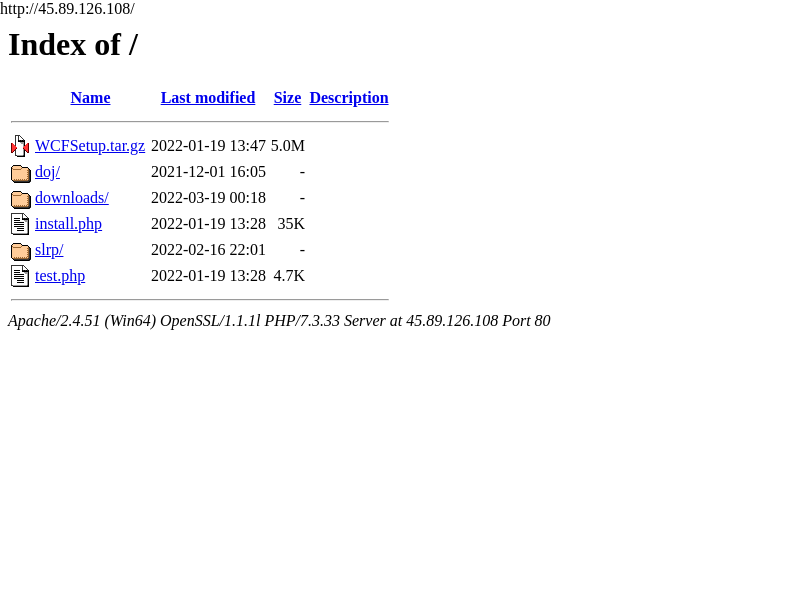 http://45.89.126.108/
Index of /
Name Last modified Size Description
WCFSetup.tar.gz 2022-01-19 13:47 5.0M
doj/ 2021-12-01 16:05 -
downloads/ 2022-03-19 00:18 -
install.php 2022-01-19 13:28 35K
slrp/ 2022-02-16 22:01 -
test.php 2022-01-19 13:28 4.7K
Apache/2.4.51 (Win64) OpenSSL/1.1.1l PHP/7.3.33 Server at 45.89.126.108 Port 80